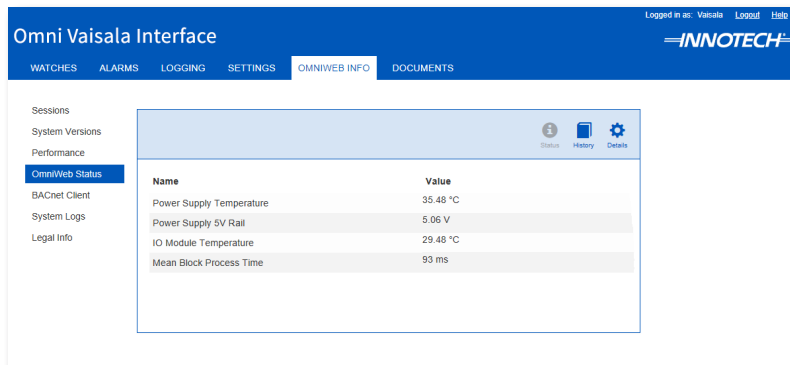 Logged in as: Vaisala Logout Help
Omni Vaisala Interface
INNOTECH
WATCHES ALARMS LOGGING SETTINGS OMNIWEB INFO DOCUMENTS
Sessions
System Versions
Performance
OmniWeb Status
BACnet Client
System Logs
Legal Info
Status History Details
Name Value
Power Supply Temperature 35.48 °C
Power Supply 5V Rail 5.06 V
IO Module Temperature 29.48 °C
Mean Block Process Time 93 ms